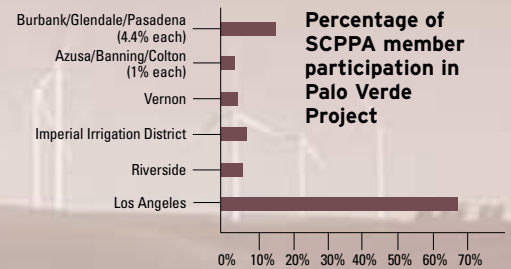 Percentage of
SCPPA member
participation in
Palo Verde
Project
Burbank/Glendale/Pasadena
(4.4% each)
Azusa/Banning/Colton
(1% each)
Vernon
Imperial Irrigation District
Riverside
Los Angeles
0% 10% 20% 30% 40% 50% 60% 70%